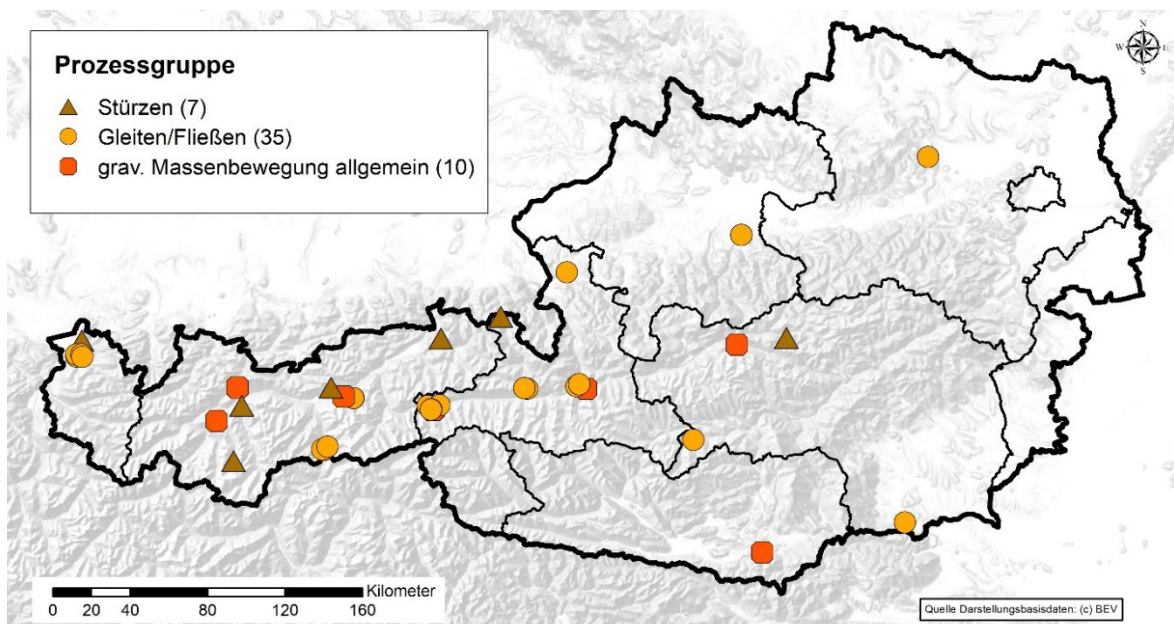 Prozessgruppe
Stürzen (7)
Gleiten/Fließen (35)
grav. Massenbewegung allgemein (10)
N
W E
S
Kilometer
0 20 40 80 120 160
Quelle Darstellungsbasisdaten: (c) BEV